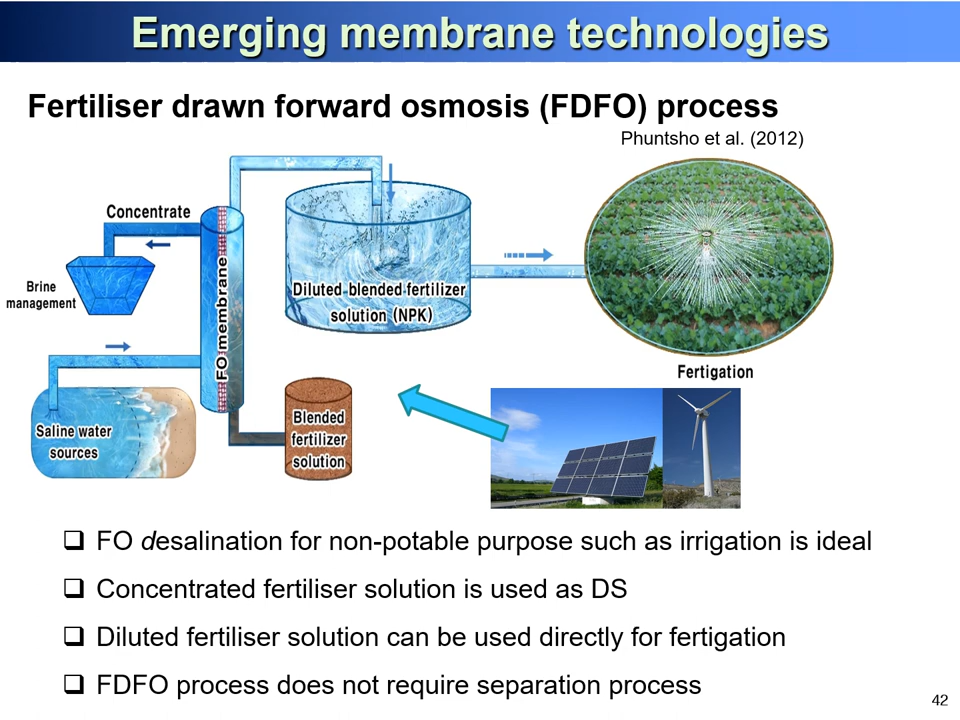 Emerging membrane technologies
Fertiliser drawn forward osmosis (FDFO) process
Phuntsho et al. (2012)
Concentrate
Brine
management
FO membrane
Diluted blended fertilizer
solution (NPK)
Fertigation
Saline water
sources
Blended
fertilizer
solution
❑ FO desalination for non-potable purpose such as irrigation is ideal
❑ Concentrated fertiliser solution is used as DS
❑ Diluted fertiliser solution can be used directly for fertigation
❑ FDFO process does not require separation process
42